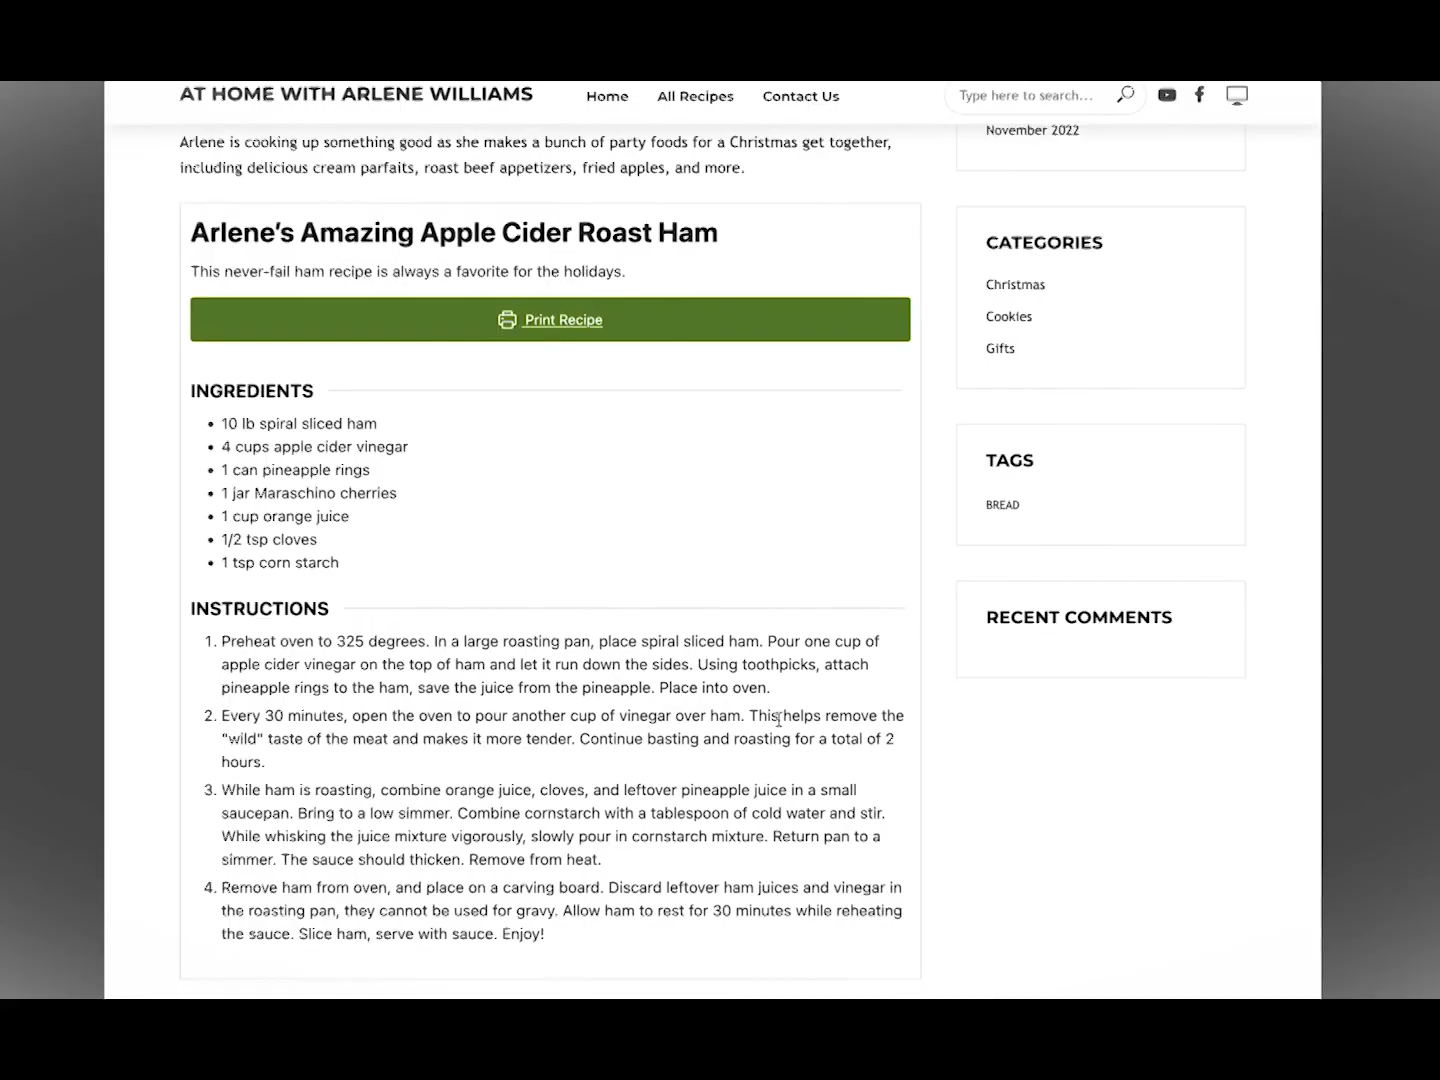 AT HOME WITH ARLENE WILLIAMS
Home
All Recipes
Contact Us
Type here to search...
November 2022
Arlene is cooking up something good as she makes a bunch of party foods for a Christmas get together,
including delicious cream parfaits, roast beef appetizers, fried apples, and more.
Arlene's Amazing Apple Cider Roast Ham
This never-fail ham recipe is always a favorite for the holidays.
Print Recipe
INGREDIENTS
• 10 lb spiral sliced ham
• 4 cups apple cider vinegar
• 1 can pineapple rings
• 1 jar Maraschino cherries
• 1 cup orange juice
• 1/2 tsp cloves
• 1 tsp corn starch
INSTRUCTIONS
1. Preheat oven to 325 degrees. In a large roasting pan, place spiral sliced ham. Pour one cup of
apple cider vinegar on the top of ham and let it run down the sides. Using toothpicks, attach
pineapple rings to the ham, save the juice from the pineapple. Place into oven.
2. Every 30 minutes, open the oven to pour another cup of vinegar over ham. This helps remove the
"wild" taste of the meat and makes it more tender. Continue basting and roasting for a total of 2
hours.
3. While ham is roasting, combine orange juice, cloves, and leftover pineapple juice in a small
saucepan. Bring to a low simmer. Combine cornstarch with a tablespoon of cold water and stir.
While whisking the juice mixture vigorously, slowly pour in cornstarch mixture. Return pan to a
simmer. The sauce should thicken. Remove from heat.
4. Remove ham from oven, and place on a carving board. Discard leftover ham juices and vinegar in
the roasting pan, they cannot be used for gravy. Allow ham to rest for 30 minutes while reheating
the sauce. Slice ham, serve with sauce. Enjoy!
CATEGORIES
Christmas
Cookies
Gifts
TAGS
BREAD
RECENT COMMENTS